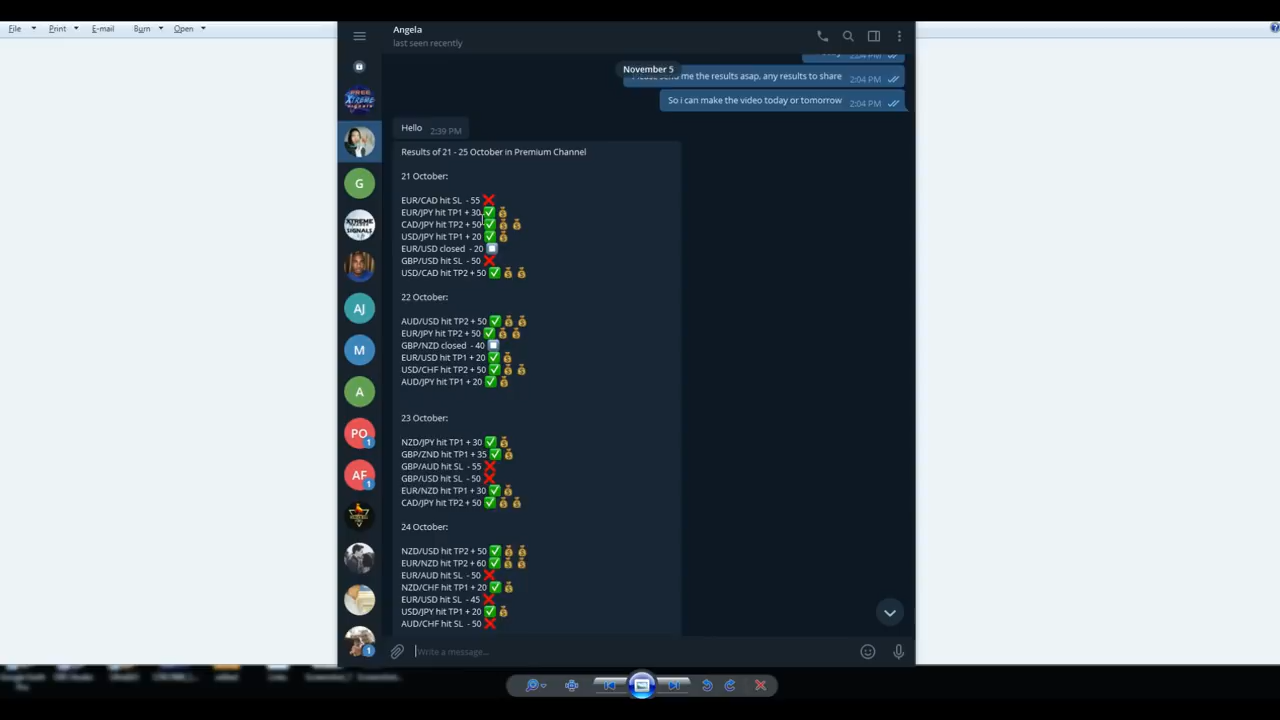 File
Print
E-mail
Burn
Open
Angela
last seen recently
November 5
me the results asap, any results to share 2:04 PM
So i can make the video today or tomorrow 2:04 PM
Hello 2:39 PM
Results of 21 - 25 October in Premium Channel
21 October:
EUR/CAD hit SL - 55 ❌
EUR/JPY hit TP1 + 30 ✅💰
CAD/JPY hit TP2 + 50 ✅💰💰
USD/JPY hit TP1 + 20 ✅💰
EUR/USD closed - 20 ◻️
GBP/USD hit SL - 50 ❌
USD/CAD hit TP2 + 50 ✅💰💰
22 October:
AUD/USD hit TP2 + 50 ✅💰💰
EUR/JPY hit TP2 + 50 ✅💰💰
GBP/NZD closed - 40 ◻️
EUR/USD hit TP1 + 20 ✅💰
USD/CHF hit TP2 + 50 ✅💰💰
AUD/JPY hit TP1 + 20 ✅💰
23 October:
NZD/JPY hit TP1 + 30 ✅💰
GBP/ZND hit TP1 + 35 ✅💰
GBP/AUD hit SL - 55 ❌
GBP/USD hit SL - 50 ❌
EUR/NZD hit TP1 + 30 ✅💰
CAD/JPY hit TP2 + 50 ✅💰💰
24 October:
NZD/USD hit TP2 + 50 ✅💰💰
EUR/NZD hit TP2 + 60 ✅💰💰
EUR/AUD hit SL - 50 ❌
NZD/CHF hit TP1 + 20 ✅💰
EUR/USD hit SL - 45 ❌
USD/JPY hit TP1 + 20 ✅💰
AUD/CHF hit SL - 50 ❌
Write a message...
G
XTREME
SIGNALS
AJ
M
A
PO
1
AF
1
1